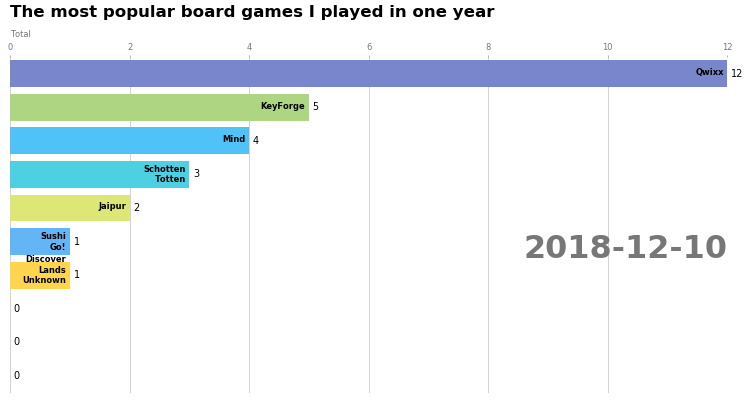 The most popular board games I played in one year
Total
0 2 4 6 8 10 12
Qwixx 12
KeyForge 5
Mind 4
Schotten
Totten 3
Jaipur 2
Sushi
Go! 1
Discover
Lands
Unknown 1
2018-12-10
0
0
0